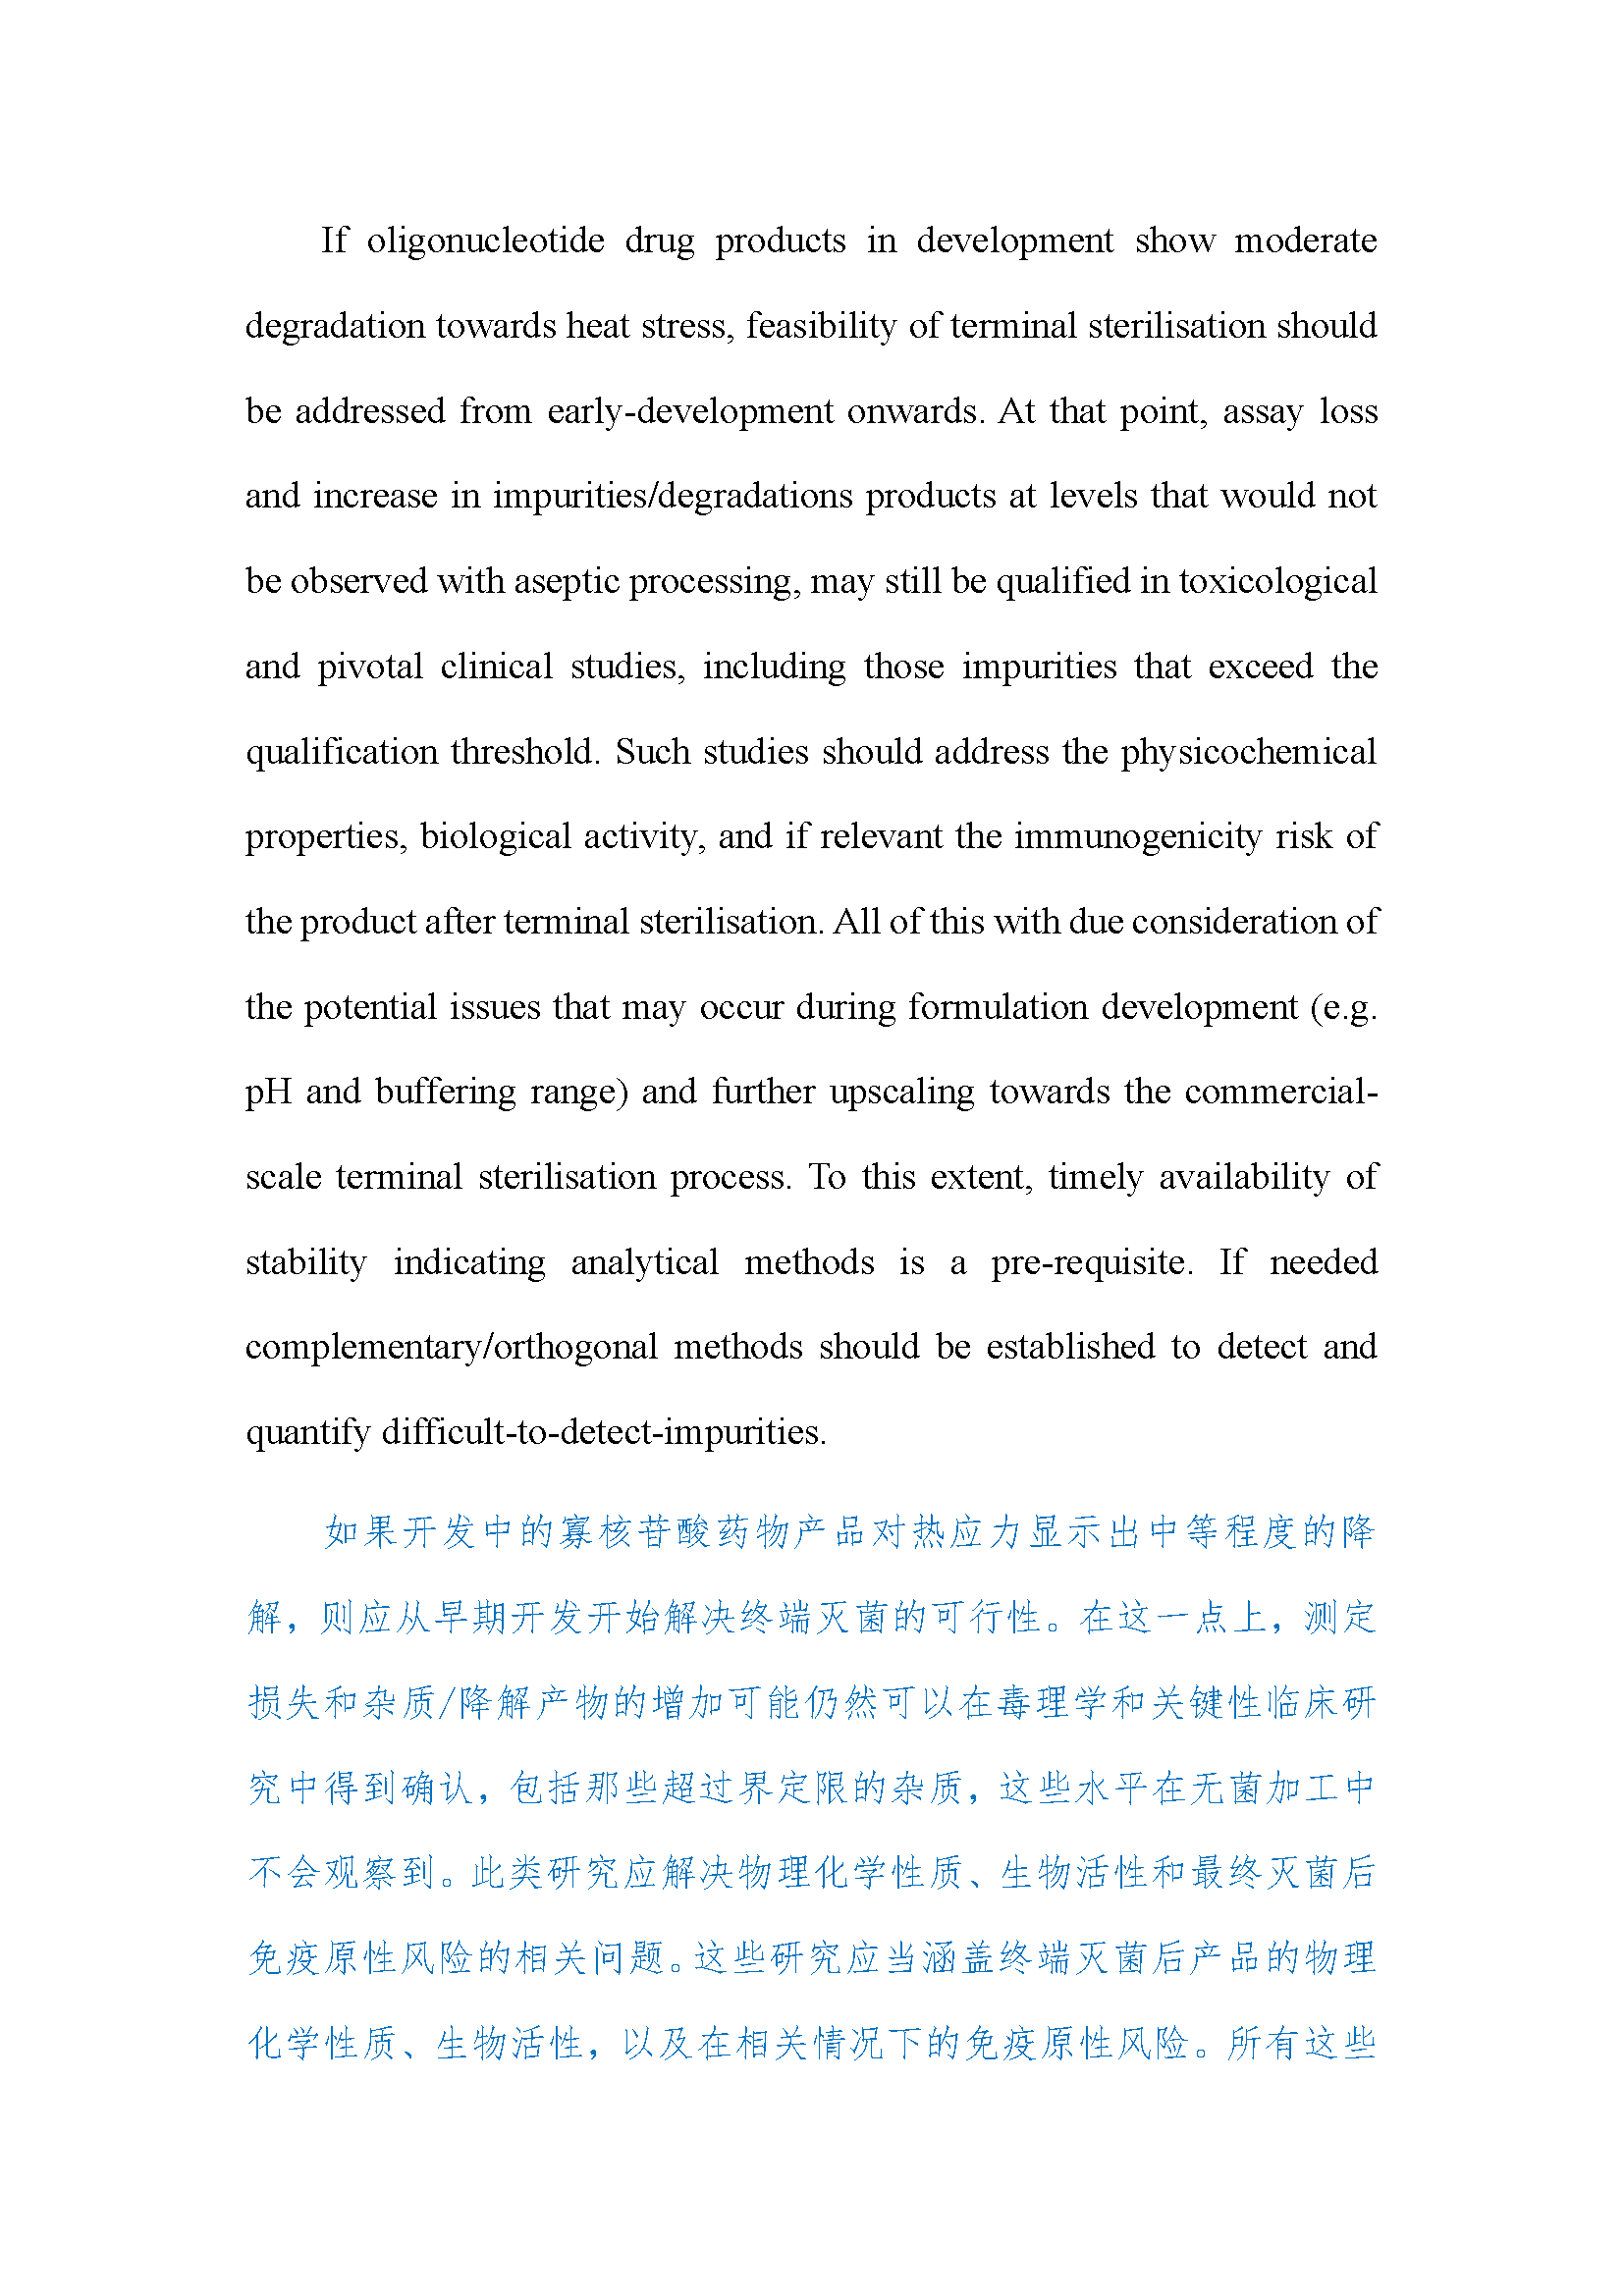 If oligonucleotide drug products in development show moderate
degradation towards heat stress, feasibility of terminal sterilisation should
be addressed from early-development onwards. At that point, assay loss
and increase in impurities/degradations products at levels that would not
be observed with aseptic processing, may still be qualified in toxicological
and pivotal clinical studies, including those impurities that exceed the
qualification threshold. Such studies should address the physicochemical
properties, biological activity, and if relevant the immunogenicity risk of
the product after terminal sterilisation. All of this with due consideration of
the potential issues that may occur during formulation development (e.g.
pH and buffering range) and further upscaling towards the commercial-
scale terminal sterilisation process. To this extent, timely availability of
stability indicating analytical methods is a pre-requisite. If needed
complementary/orthogonal methods should be established to detect and
quantify difficult-to-detect-impurities.
如果开发中的寡核苷酸药物产品对热应力显示出中等程度的降
解，则应从早期开发开始解决终端灭菌的可行性。在这一点上，测定
损失和杂质/降解产物的增加可能仍然可以在毒理学和关键性临床研
究中得到确认，包括那些超过界定限的杂质，这些水平在无菌加工中
不会观察到。此类研究应解决物理化学性质、生物活性和最终灭菌后
免疫原性风险的相关问题。这些研究应当涵盖终端灭菌后产品的物理
化学性质、生物活性，以及在相关情况下的免疫原性风险。所有这些